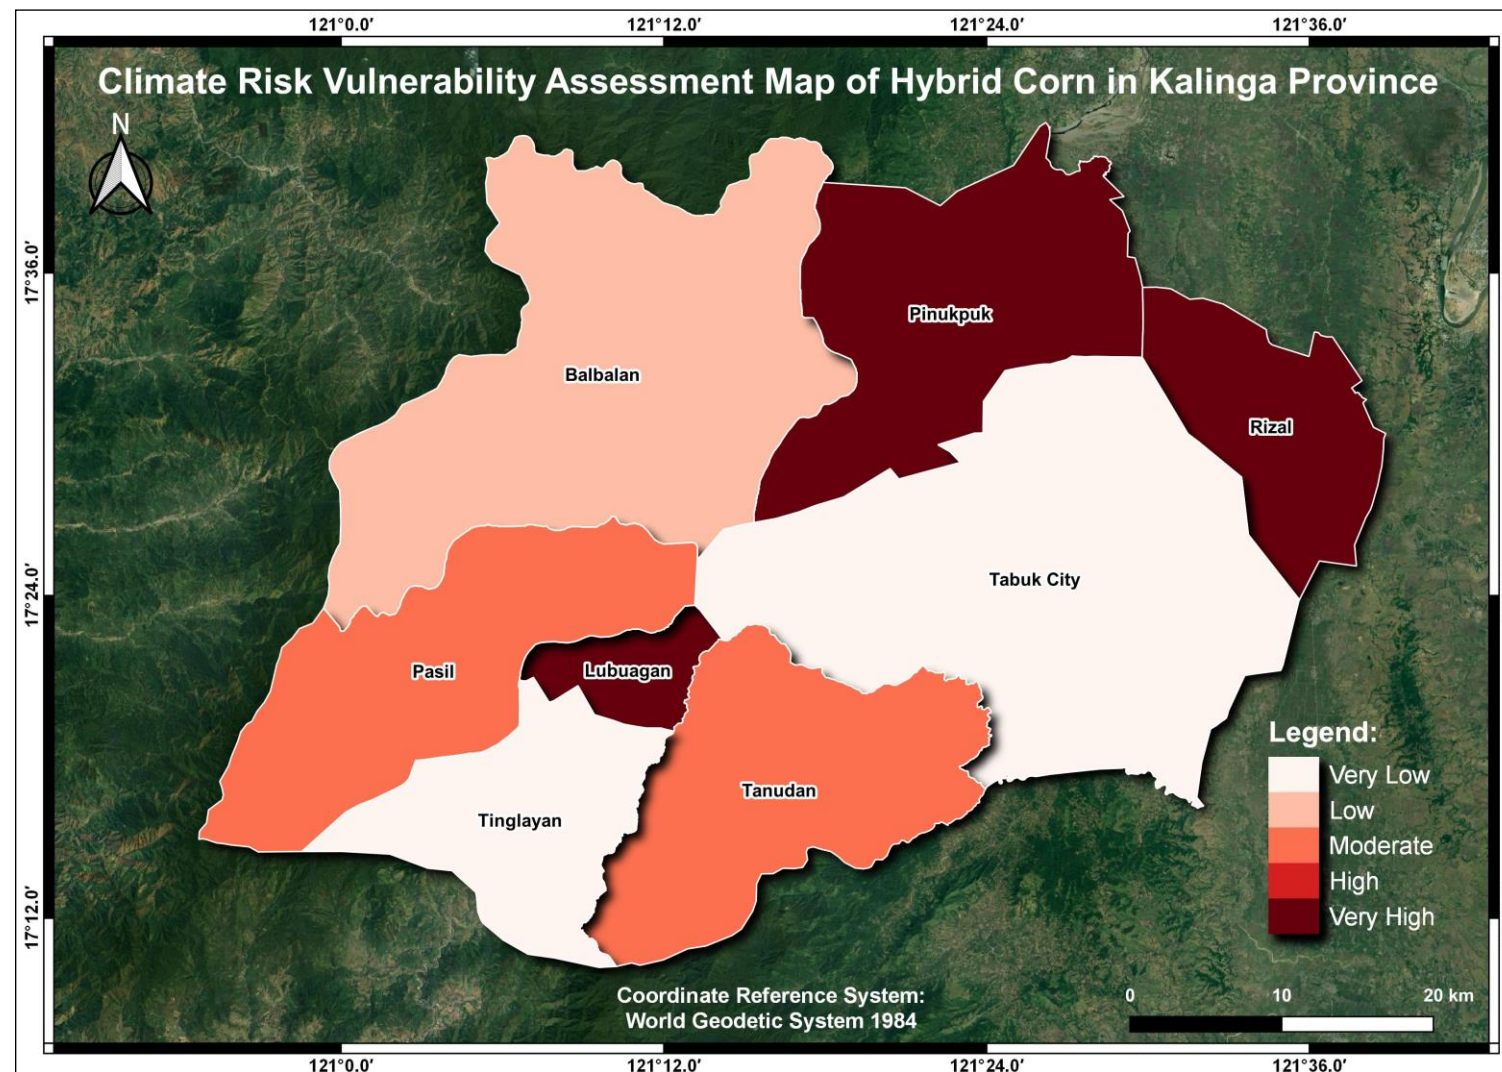 121°0.0′ 121°12.0′ 121°24.0′ 121°36.0′
Climate Risk Vulnerability Assessment Map of Hybrid Corn in Kalinga Province
N
17°36.0′
Pinukpuk
Balbalan
Rizal
17°24.0′
Tabuk City
Pasil
Lubuagan
Tanudan
Tinglayan
17°12.0′
Legend:
Very Low
Low
Moderate
High
Very High
Coordinate Reference System:
World Geodetic System 1984
0 10 20 km
121°0.0′ 121°12.0′ 121°24.0′ 121°36.0′